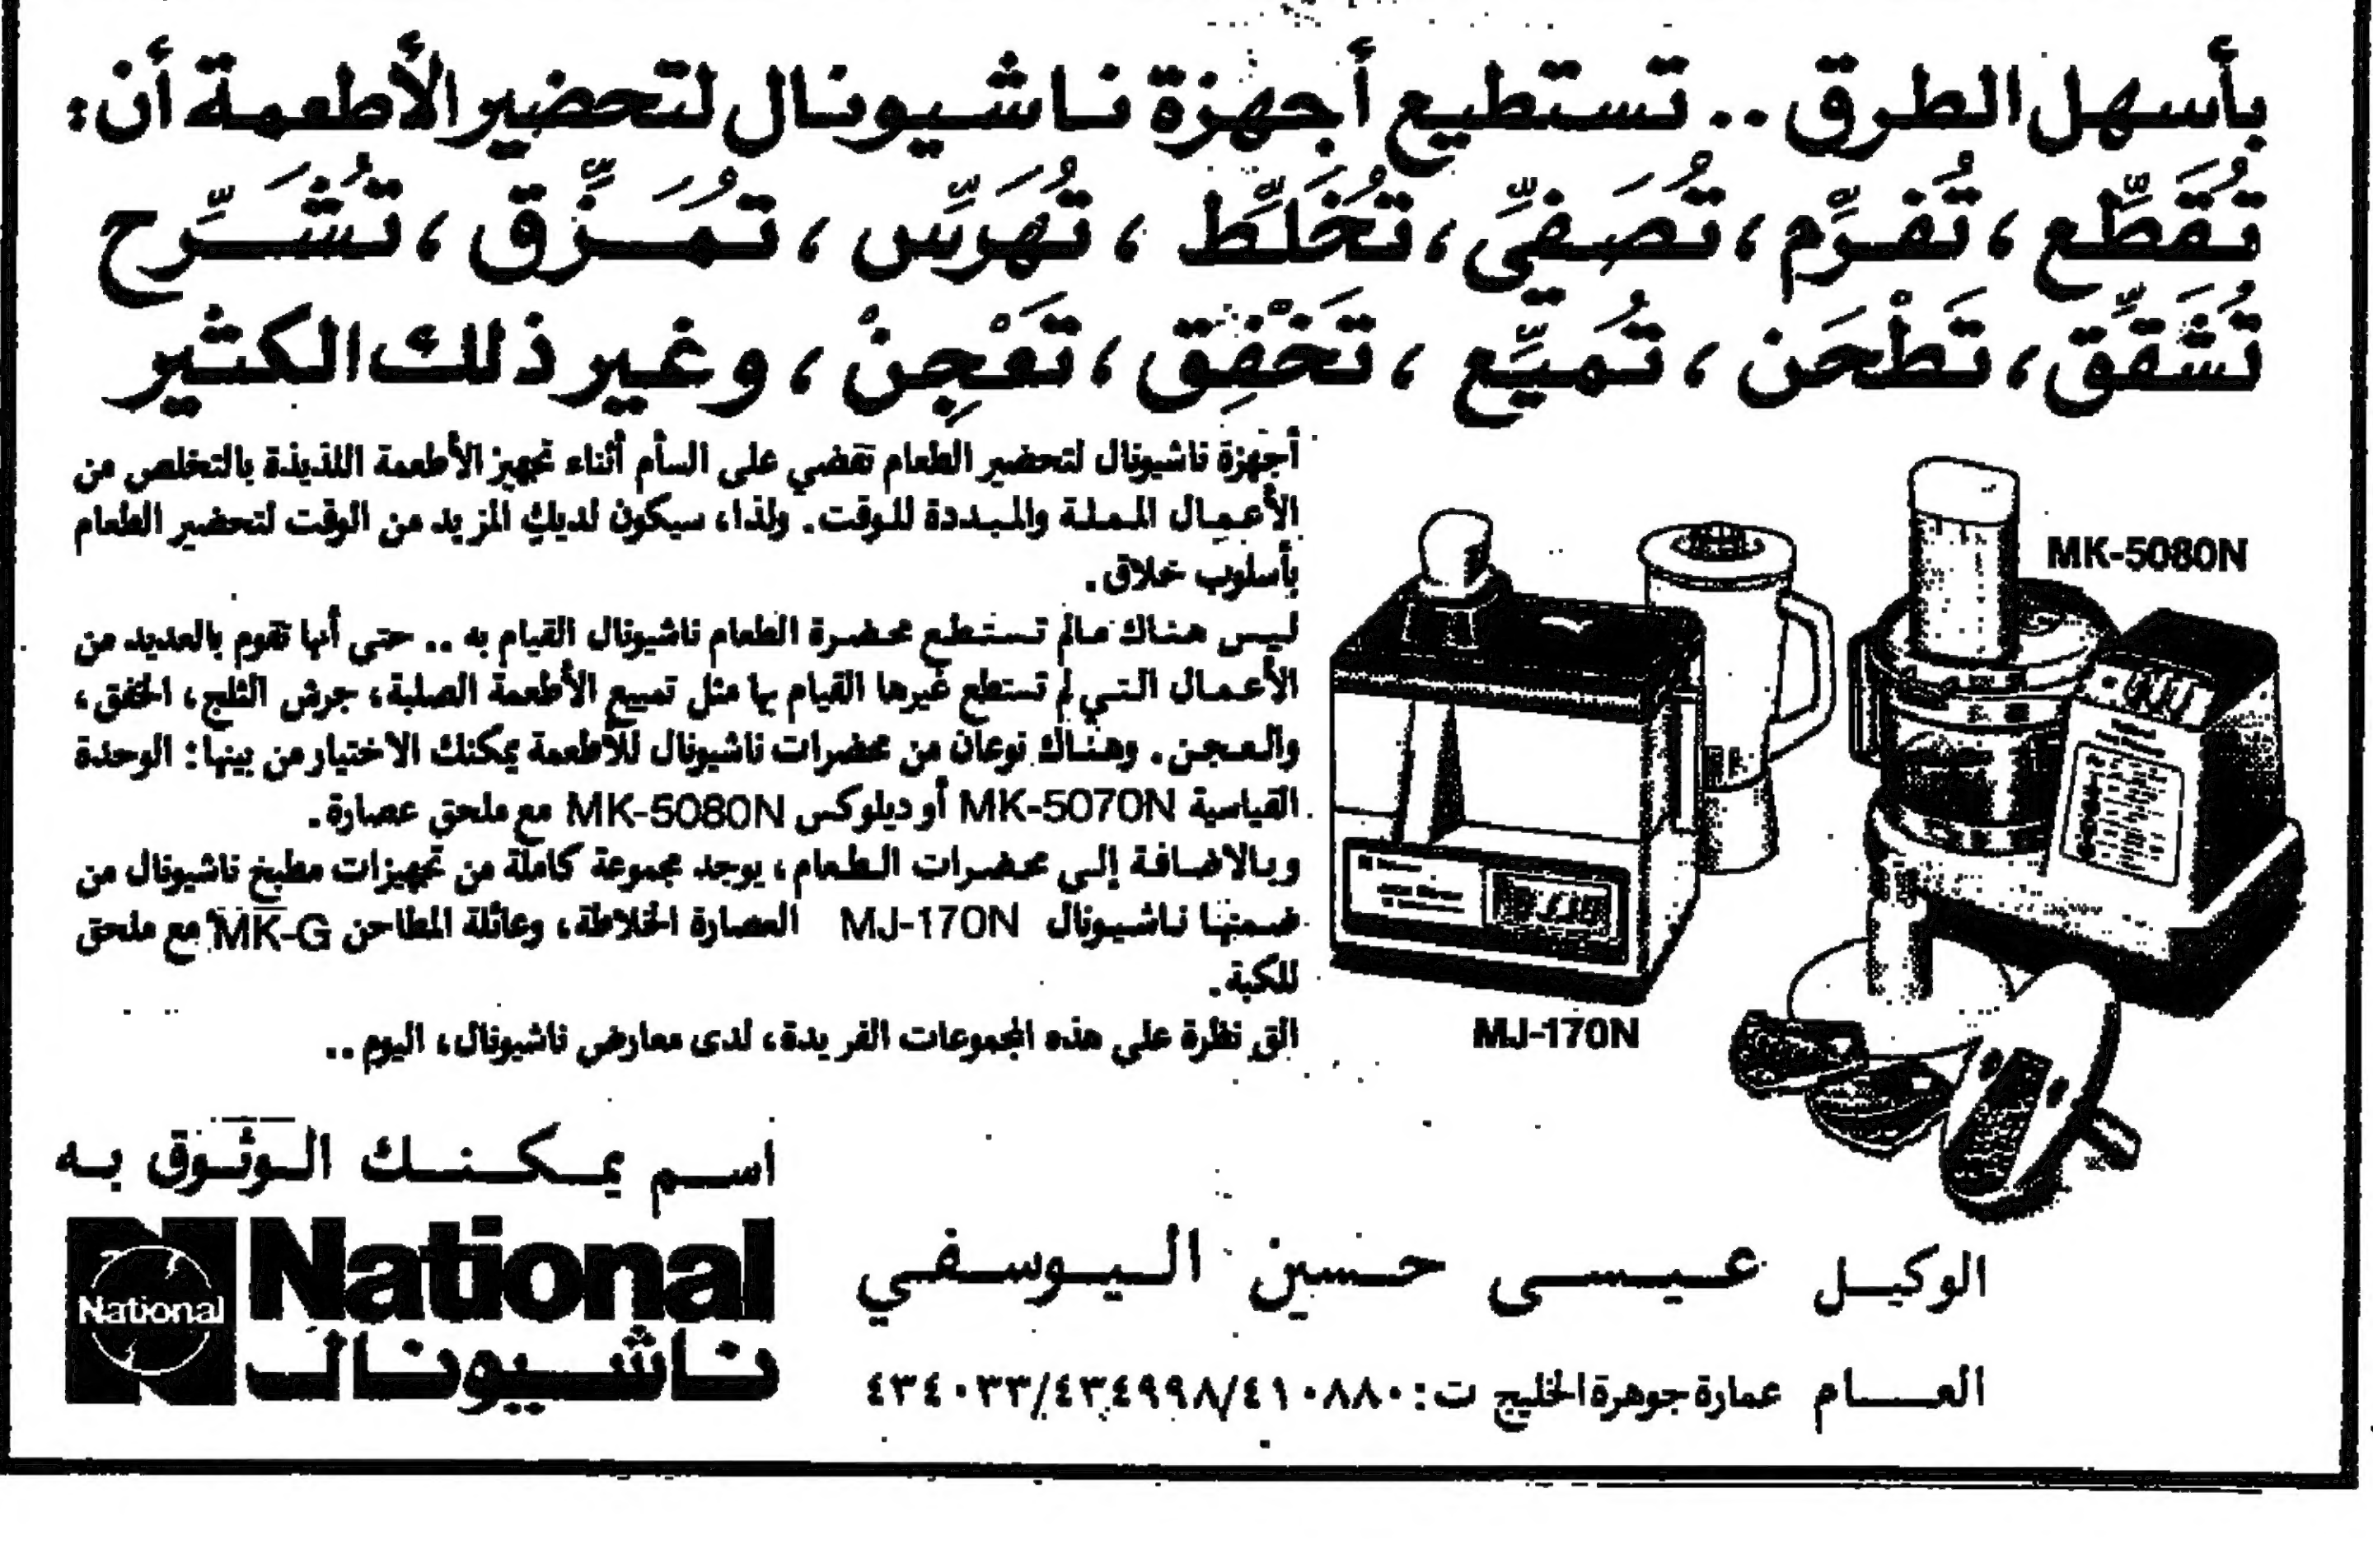 بأسهل الطرق .. تستطيع أجهزة ناشيونال لتحضير الأطعمة أن:
تُقَطِّع ، تُفرِّم ، تُصَفِّي ، تُخَلِّط ، تُهَرِّس ، تُمَزِّق ، تُشَرِّح
تُشَقِّق ، تَطْحَن ، تُميِّع ، تَخْفِق ، تَعْجِنْ ، وغير ذلك الكثير
أجهزة ناشيونال لتحضير الطعام تقضي على السأم أثناء تجهيز الأطعمة اللذيذة بالتخلص من
الأعمال المملة والمبددة للوقت. ولذا، سيكون لديك المزيد من الوقت لتحضير الطعام
بأسلوب خلاق.
ليس هناك مالم تستطع محضرة الطعام ناشيونال القيام به .. حتى أنها تقوم بالعديد من
الأعمال التي لم تستطع غيرها القيام بها مثل تمييع الأطعمة الصلبة، جرش الثلج، الخفق،
والعجن. وهناك نوعان من محضرات ناشيونال للأطعمة يمكنك الاختيار من بينها: الوحدة
القياسية MK-5070N أو ديلوكس MK-5080N مع ملحق عصارة.
وبالاضافة إلى محضرات الطعام، يوجد مجموعة كاملة من تجهيزات مطبخ ناشيونال من
ضمنها ناشيونال MJ-170N العصارة الخلاطة، وعائلة المطاحن MK-G مع ملحق
للكبة.
الق نظرة على هذه المجموعات الفريدة، لدى معارض ناشيونال، اليوم ..
MK-5080N
MJ-170N
اسم يمكنك الوثوق به
National
National
ناشيونال
الوكيل عيسى حسين اليوسفي
العام عمارة جوهرة الخليج ت: ٤١٠٨٨٠/٤٣٤٩٩٨/٤٣٤٠٣٣